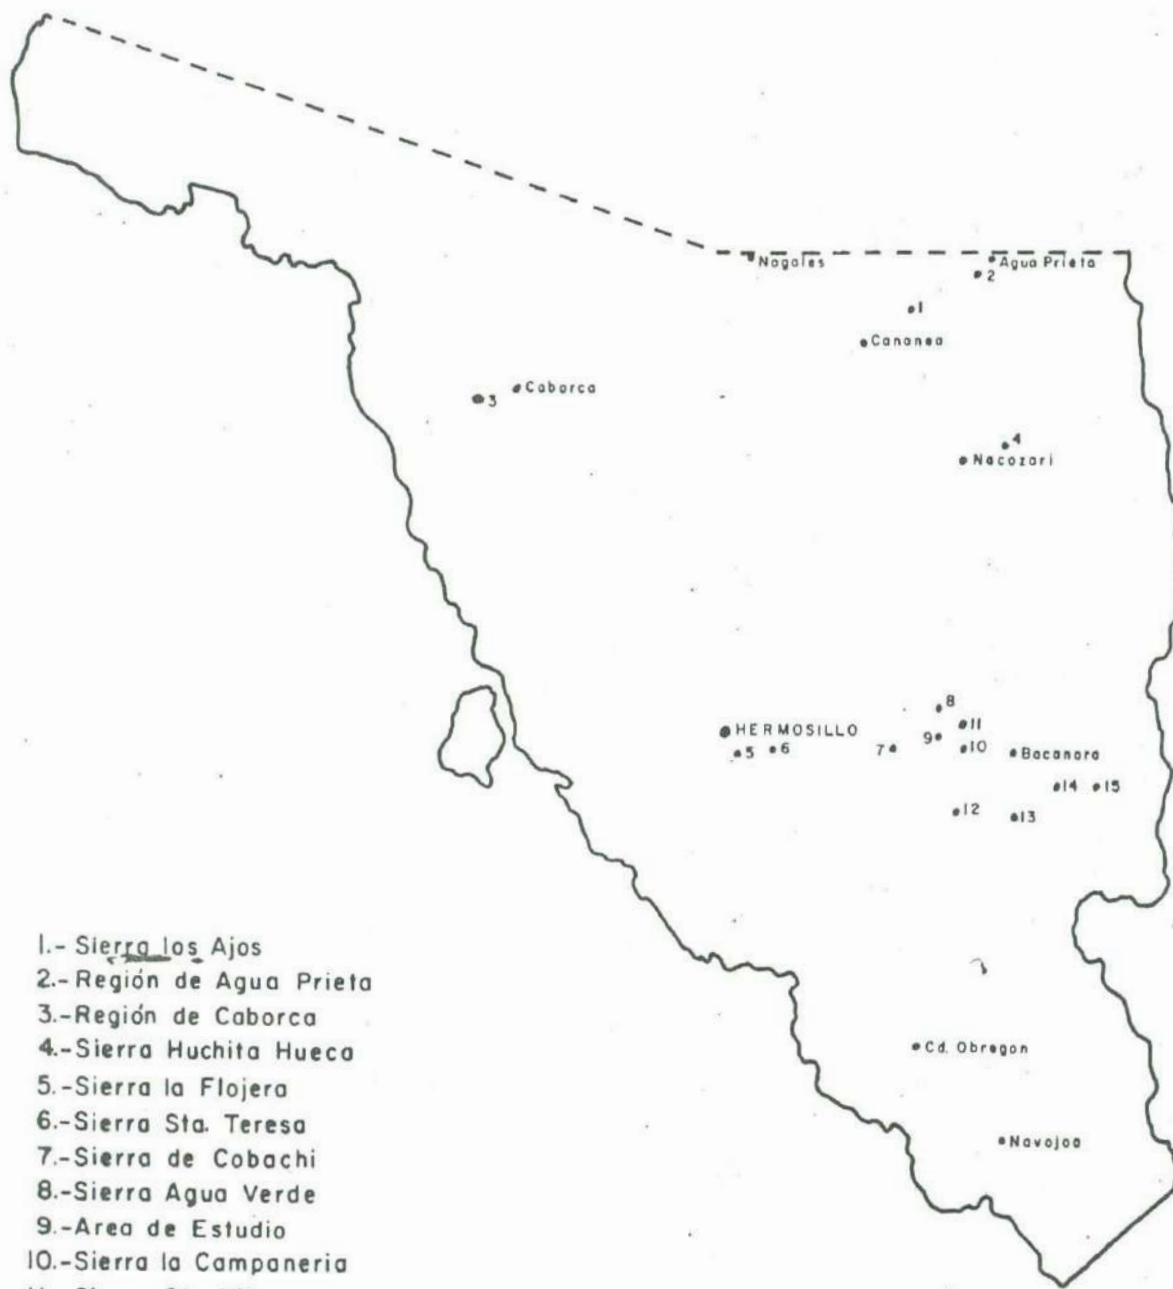 Nogales
Agua Prieta
2
1
Cananea
Caborca
3
4
Nacozari
8
HERMOSILLO
11
9
5
6
7
10
Bacanora
14
15
12
13
Cd. Obregon
Navojoa
1.- Sierra los Ajos
2.- Región de Agua Prieta
3.- Región de Caborca
4.- Sierra Huchita Hueca
5.- Sierra la Flojera
6.- Sierra Sta. Teresa
7.- Sierra de Cobachi
8.- Sierra Agua Verde
9.- Area de Estudio
10.- Sierra la Campaneria